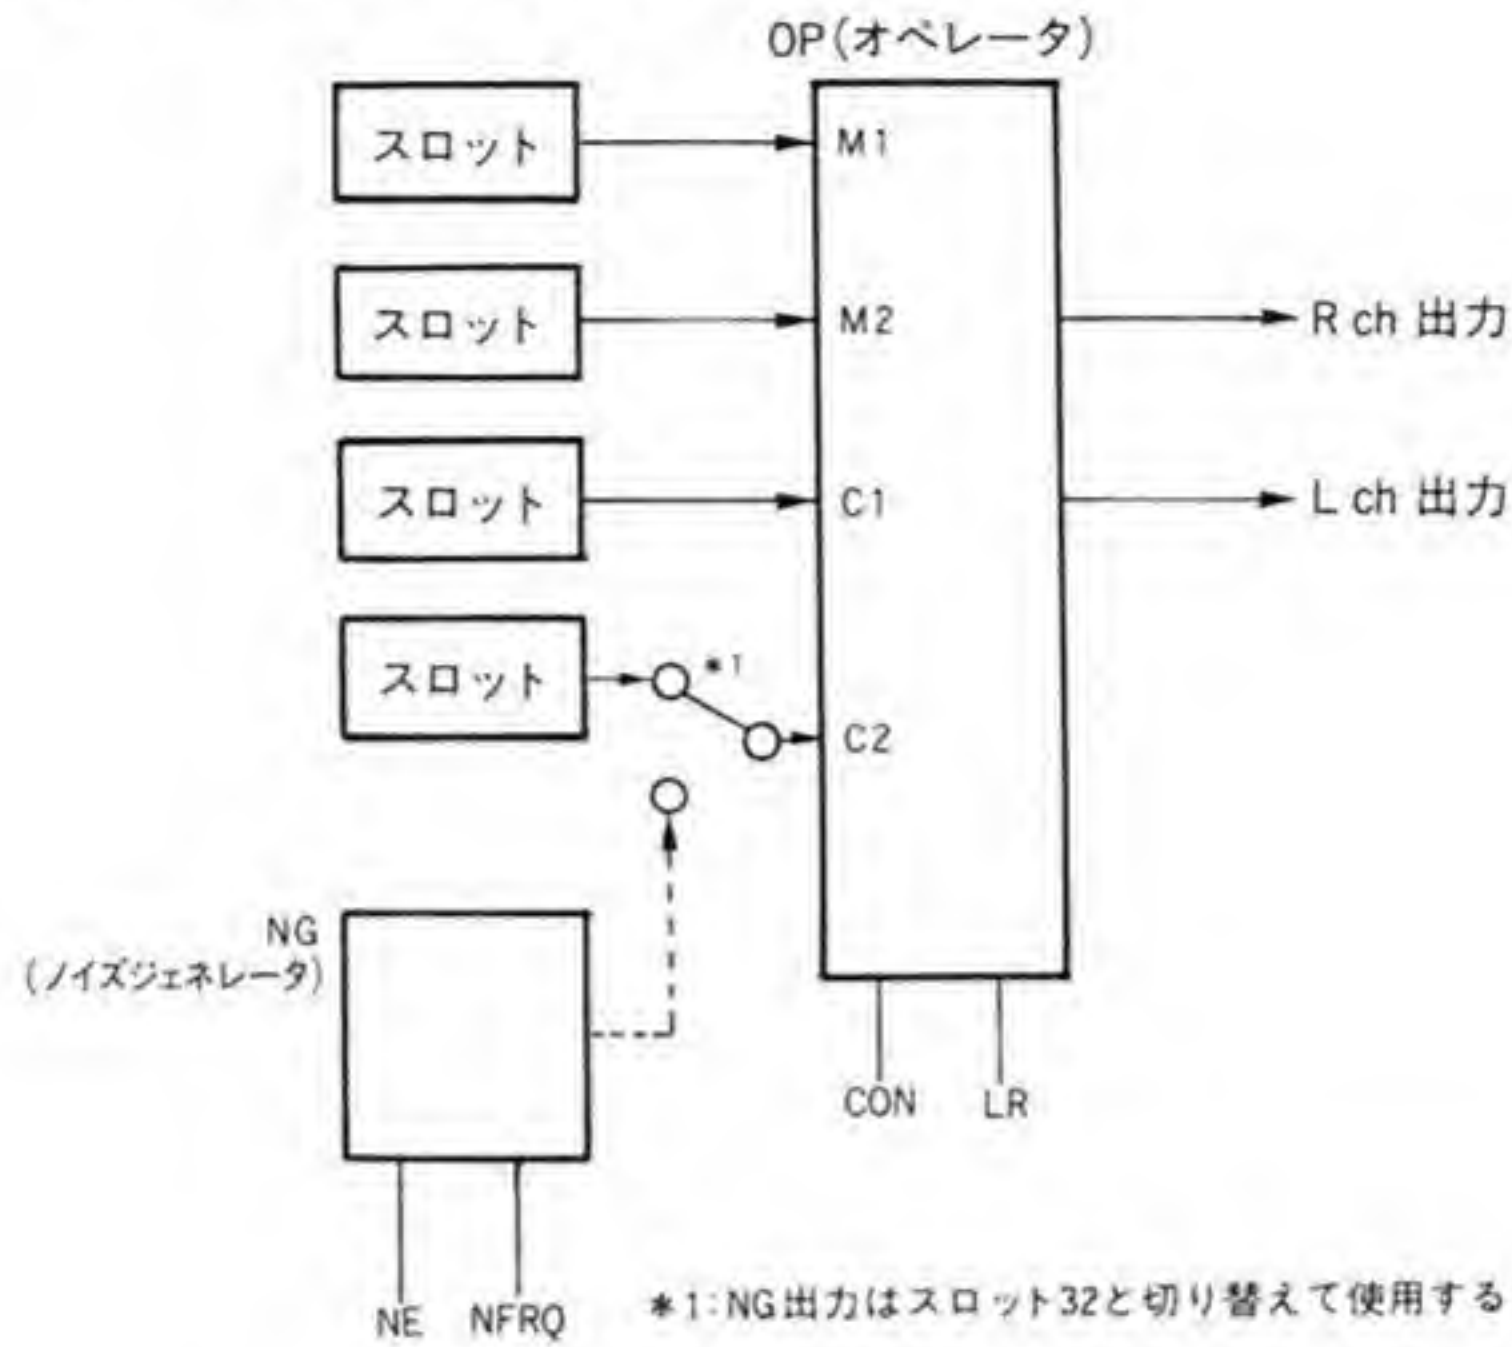 OP(オペレータ)
スロット
M1
スロット
M2
R ch 出力
スロット
C1
L ch 出力
スロット
*1
C2
NG
(ノイズジェネレータ)
CON
LR
NE
NFRQ
*1:NG出力はスロット32と切り替えて使用する